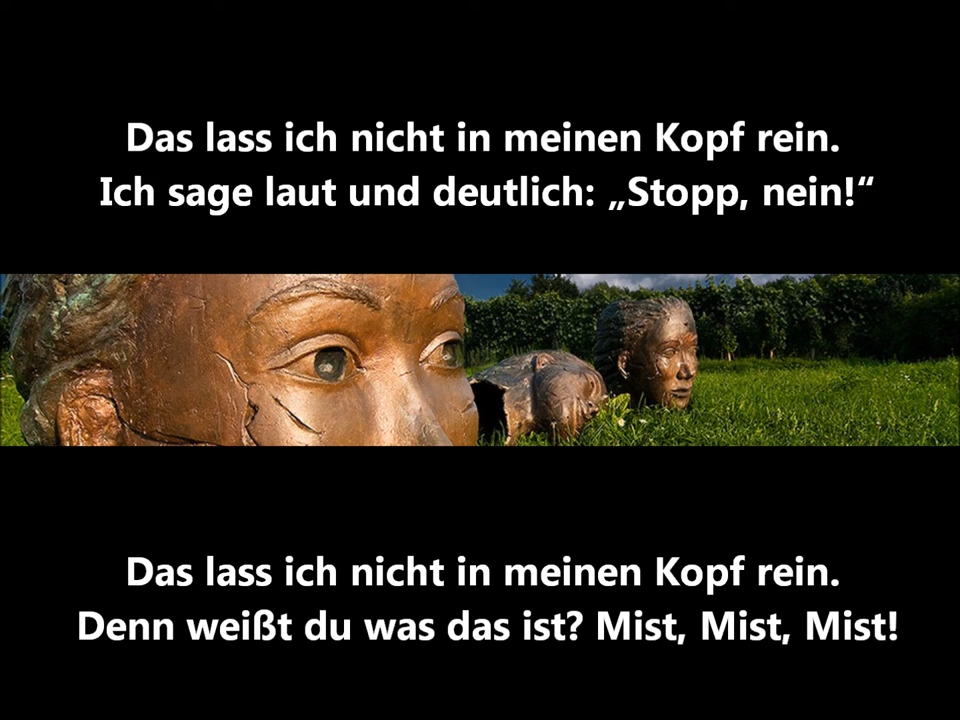 Das lass ich nicht in meinen Kopf rein.
Ich sage laut und deutlich: „Stopp, nein!“
Das lass ich nicht in meinen Kopf rein.
Denn weißt du was das ist? Mist, Mist, Mist!